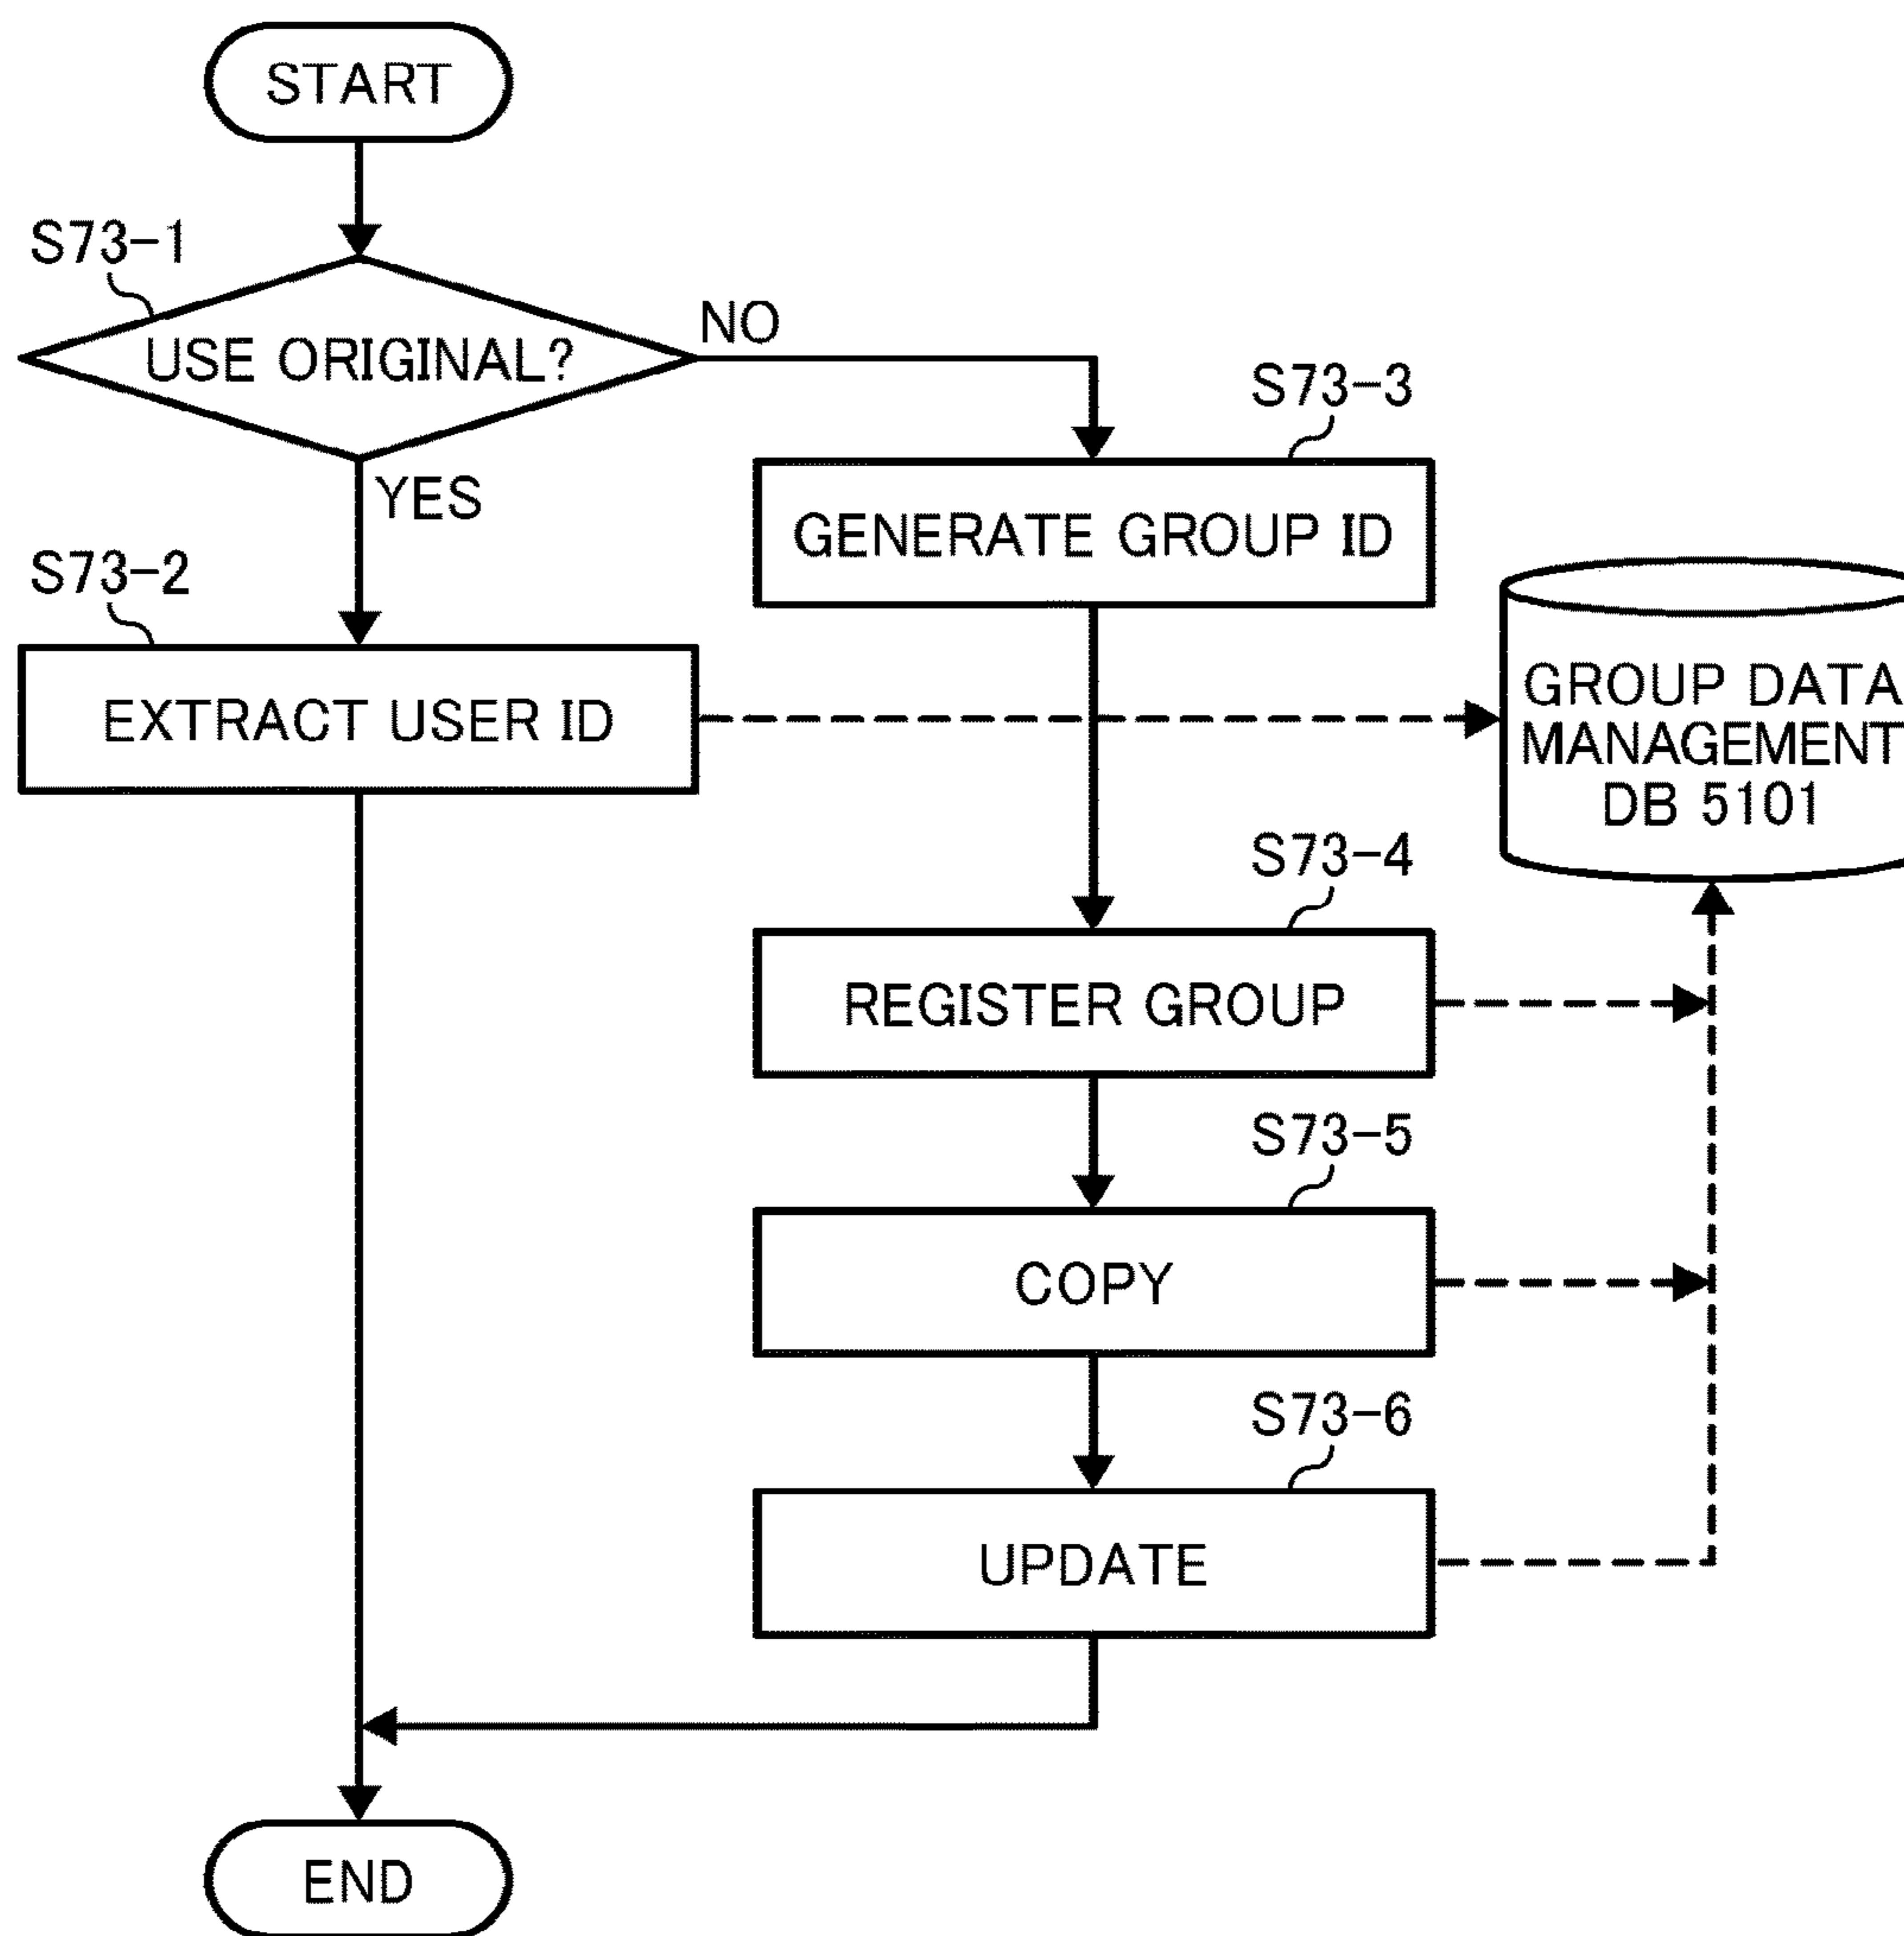 START
S73-1
USE ORIGINAL?
NO
YES
S73-3
GENERATE GROUP ID
S73-2
EXTRACT USER ID
GROUP DATA
MANAGEMENT
DB 5101
S73-4
REGISTER GROUP
S73-5
COPY
S73-6
UPDATE
END